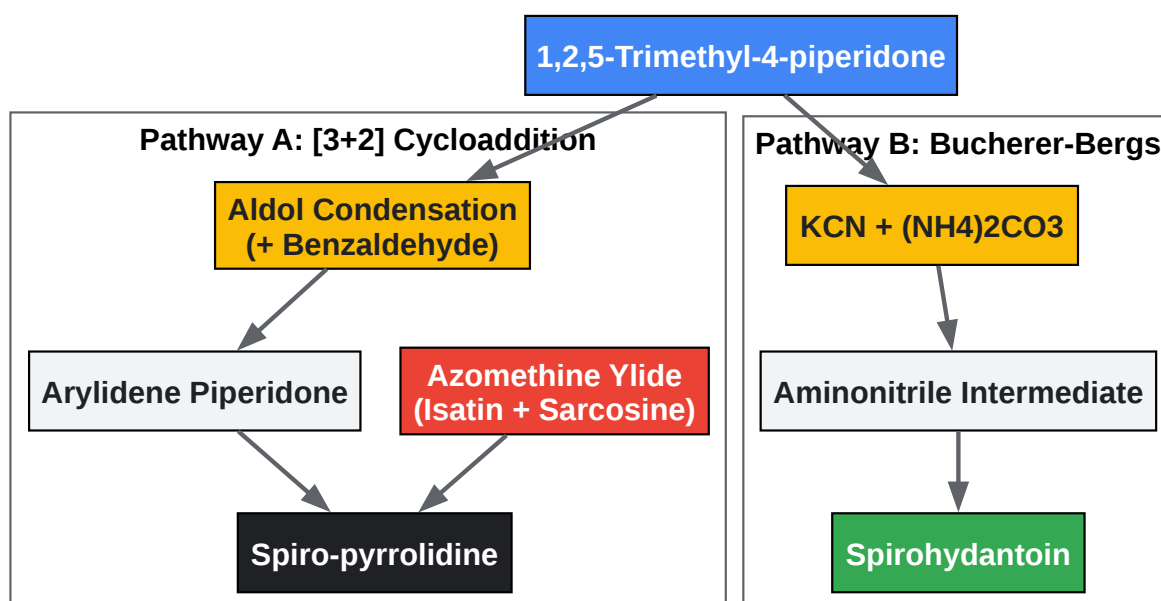 1,2,5-Trimethyl-4-piperidone
Pathway A: [3+2] Cycloaddition
Aldol Condensation
(+ Benzaldehyde)
Arylidene Piperidone
Azomethine Ylide
(Isatin + Sarcosine)
Spiro-pyrrolidine
Pathway B: Bucherer-Bergs
KCN + (NH4)2CO3
Aminonitrile Intermediate
Spirohydantoin